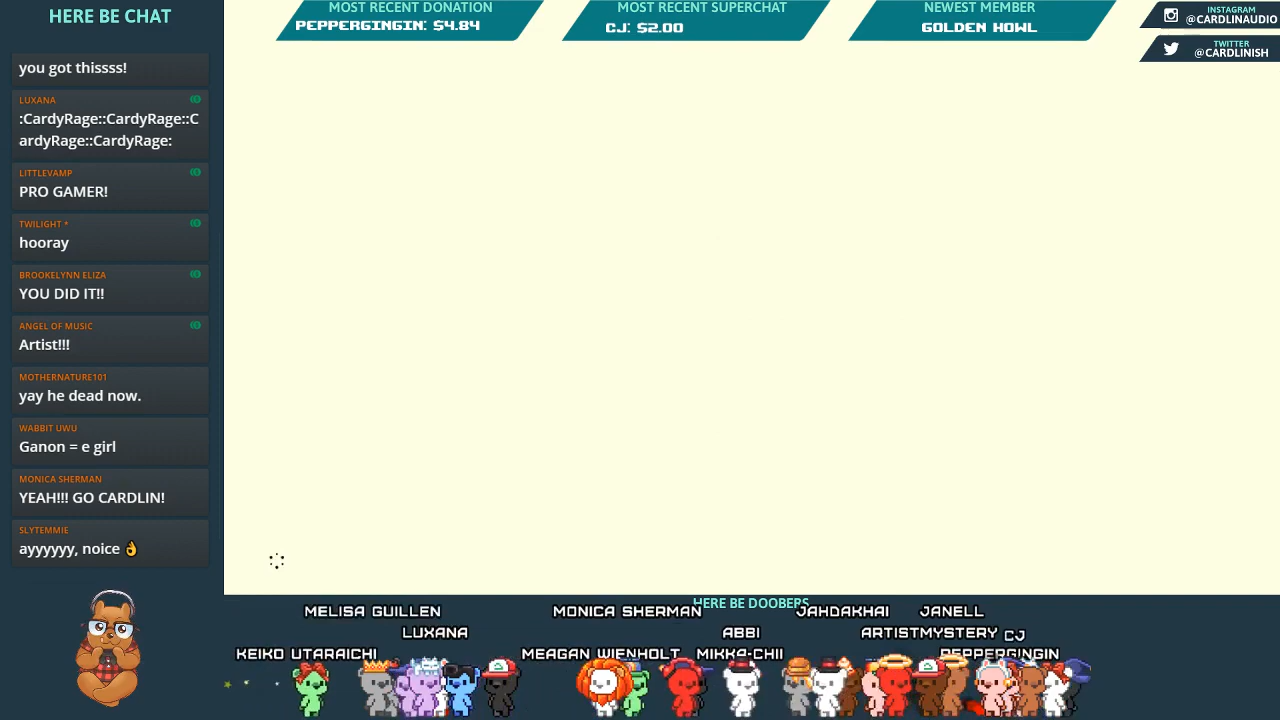 HERE BE CHAT
you got thissss!
LUXANA
:CardyRage::CardyRage::C
ardyRage::CardyRage:
LITTLEVAMP
PRO GAMER!
TWILIGHT *
hooray
BROOKELYNN ELIZA
YOU DID IT!!
ANGEL OF MUSIC
Artist!!!
MOTHERNATURE101
yay he dead now.
WABBIT UWU
Ganon = e girl
MONICA SHERMAN
YEAH!!! GO CARDLIN!
SLYTEMMIE
ayyyyyy, noice 👌
MOST RECENT DONATION
PEPPERGINGIN: $4.84
MOST RECENT SUPERCHAT
CJ: $2.00
NEWEST MEMBER
GOLDEN HOWL
INSTAGRAM
@CARDLINAUDIO
TWITTER
@CARDLINISH
HERE BE DOOBERS
MELISA GUILLEN
MONICA SHERMAN
JAHDAKHAI
JANELL
LUXANA
ABBI
ARTISTMYSTERY
CJ
KEIKO UTARAICHI
MEAGAN WIENHOLT
MIKKA-CHII
PEPPERGINGIN